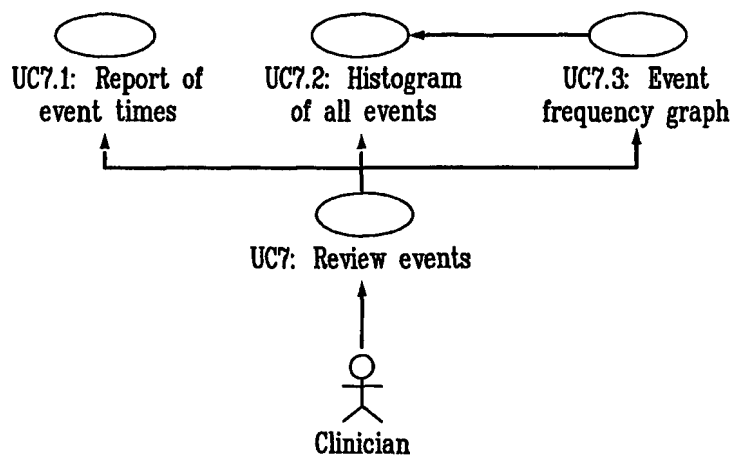 UC7.1: Report of
event times
UC7.2: Histogram
of all events
UC7.3: Event
frequency graph
UC7: Review events
Clinician